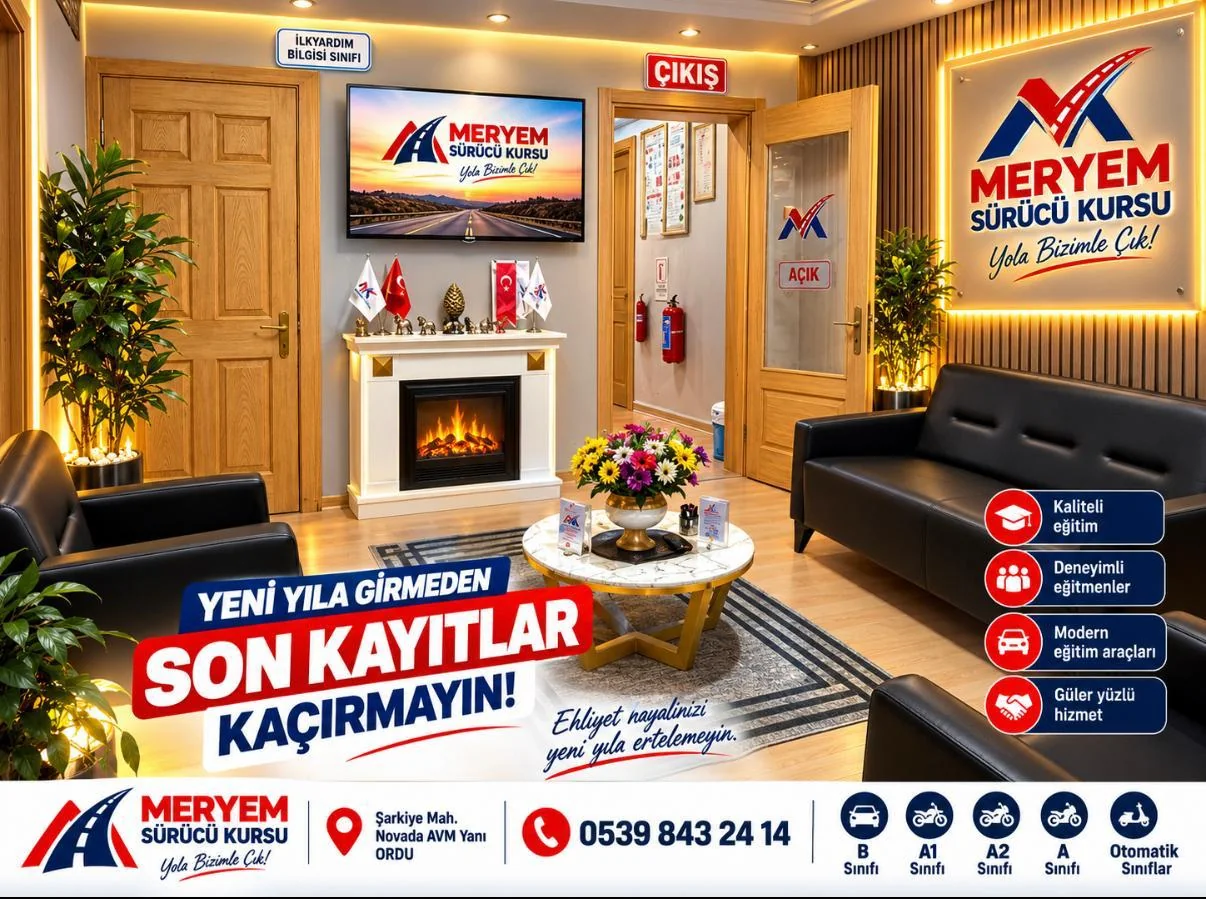 İLKYARDIM
BİLGİSİ SINIFI
ÇIKIŞ
MERYEM
SÜRÜCÜ KURSU
Yola Bizimle Çık!
MERYEM
SÜRÜCÜ KURSU
Yola Bizimle Çık!
AÇIK
Kaliteli
eğitim
Deneyimli
eğitmenler
Modern
eğitim araçları
Güler yüzlü
hizmet
YENİ YILA GİRMEDEN
SON KAYITLAR
KAÇIRMAYIN!
Ehliyet hayalinizi
yeni yıla ertelemeyin.
MERYEM
SÜRÜCÜ KURSU
Yola Bizimle Çık!
Şarkiye Mah.
Novada AVM Yanı
ORDU
0539 843 24 14
B
Sınıfı
A1
Sınıfı
A2
Sınıfı
A
Sınıfı
Otomatik
Sınıflar